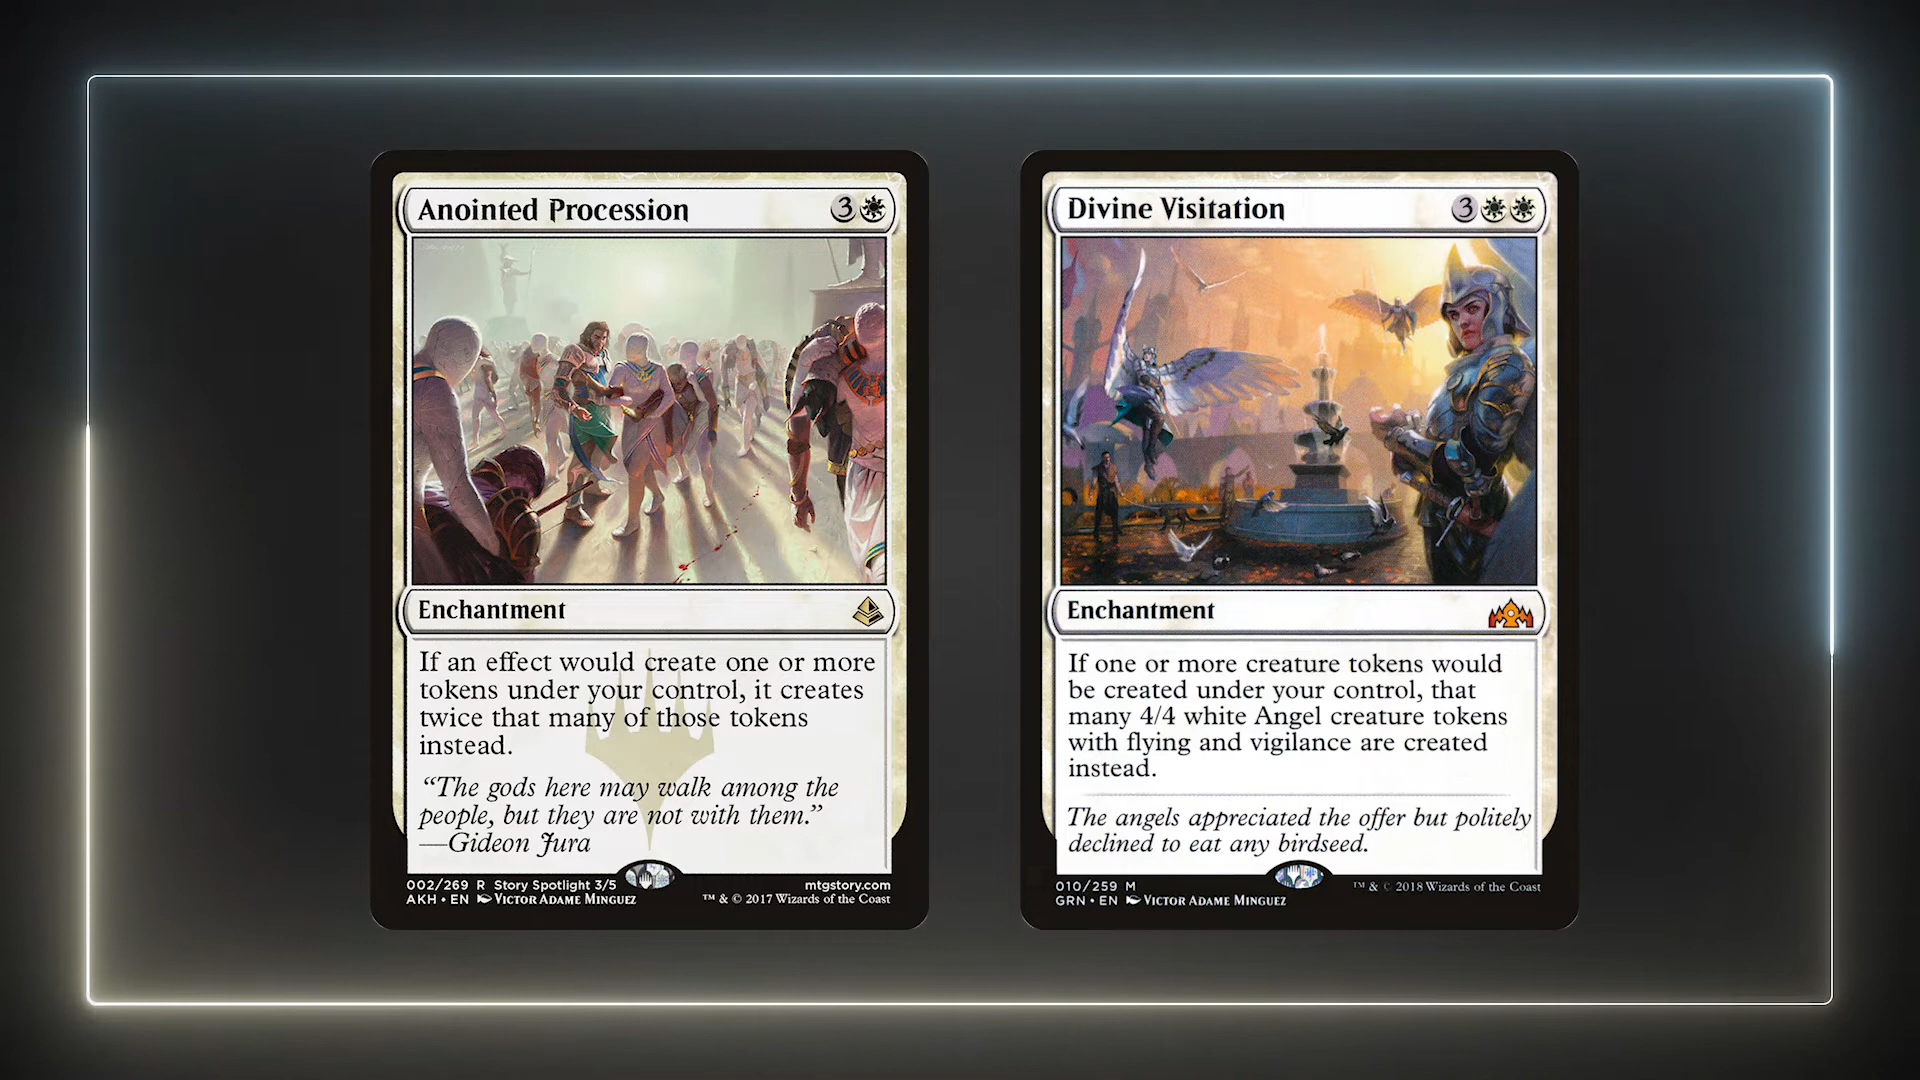 Anointed Procession 3
Enchantment
If an effect would create one or more
tokens under your control, it creates
twice that many of those tokens
instead.
“The gods here may walk among the
people, but they are not with them.”
—Gideon Jura
002/269 R Story Spotlight 3/5 mtgstory.com
AKH • EN Victor Adame Minguez ™ & © 2017 Wizards of the Coast
Divine Visitation 3
Enchantment
If one or more creature tokens would
be created under your control, that
many 4/4 white Angel creature tokens
with flying and vigilance are created
instead.
The angels appreciated the offer but politely
declined to eat any birdseed.
010/259 M ™ & © 2018 Wizards of the Coast
GRN • EN Victor Adame Minguez